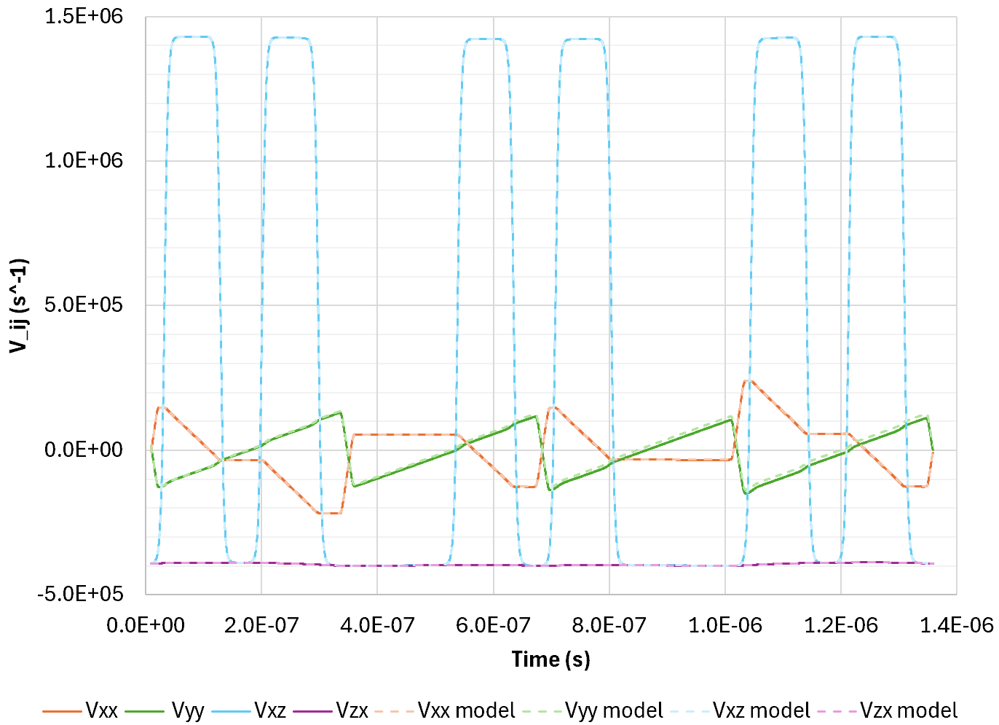 1.5E+06
1.0E+06
5.0E+05
0.0E+00
-5.0E+05
V_ij (s^-1)
0.0E+00 2.0E-07 4.0E-07 6.0E-07 8.0E-07 1.0E-06 1.2E-06 1.4E-06
Time (s)
Vxx Vyy Vxz Vzx Vxx model Vyy model Vxz model Vzx model